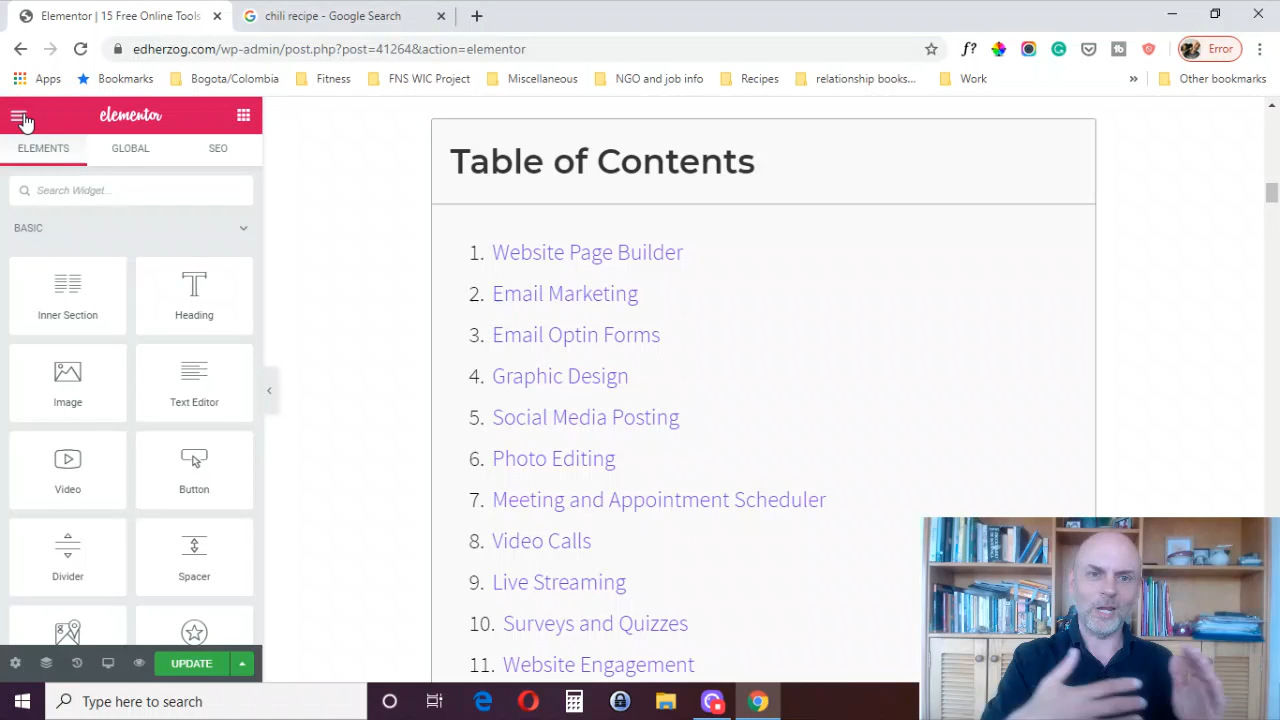 Elementor | 15 Free Online Tools
chili recipe - Google Search
edherzog.com/wp-admin/post.php?post=41264&action=elementor
f?
tb
Error
Apps
Bookmarks
Bogota/Colombia
Fitness
FNS WIC Project
Miscellaneous
NGO and job info
Recipes
relationship books...
Work
Other bookmarks
elementor
ELEMENTS
GLOBAL
SEO
Search Widget...
BASIC
Inner Section
Heading
Image
Text Editor
Video
Button
Divider
Spacer
UPDATE
Table of Contents
1. Website Page Builder
2. Email Marketing
3. Email Optin Forms
4. Graphic Design
5. Social Media Posting
6. Photo Editing
7. Meeting and Appointment Scheduler
8. Video Calls
9. Live Streaming
10. Surveys and Quizzes
11. Website Engagement
Type here to search